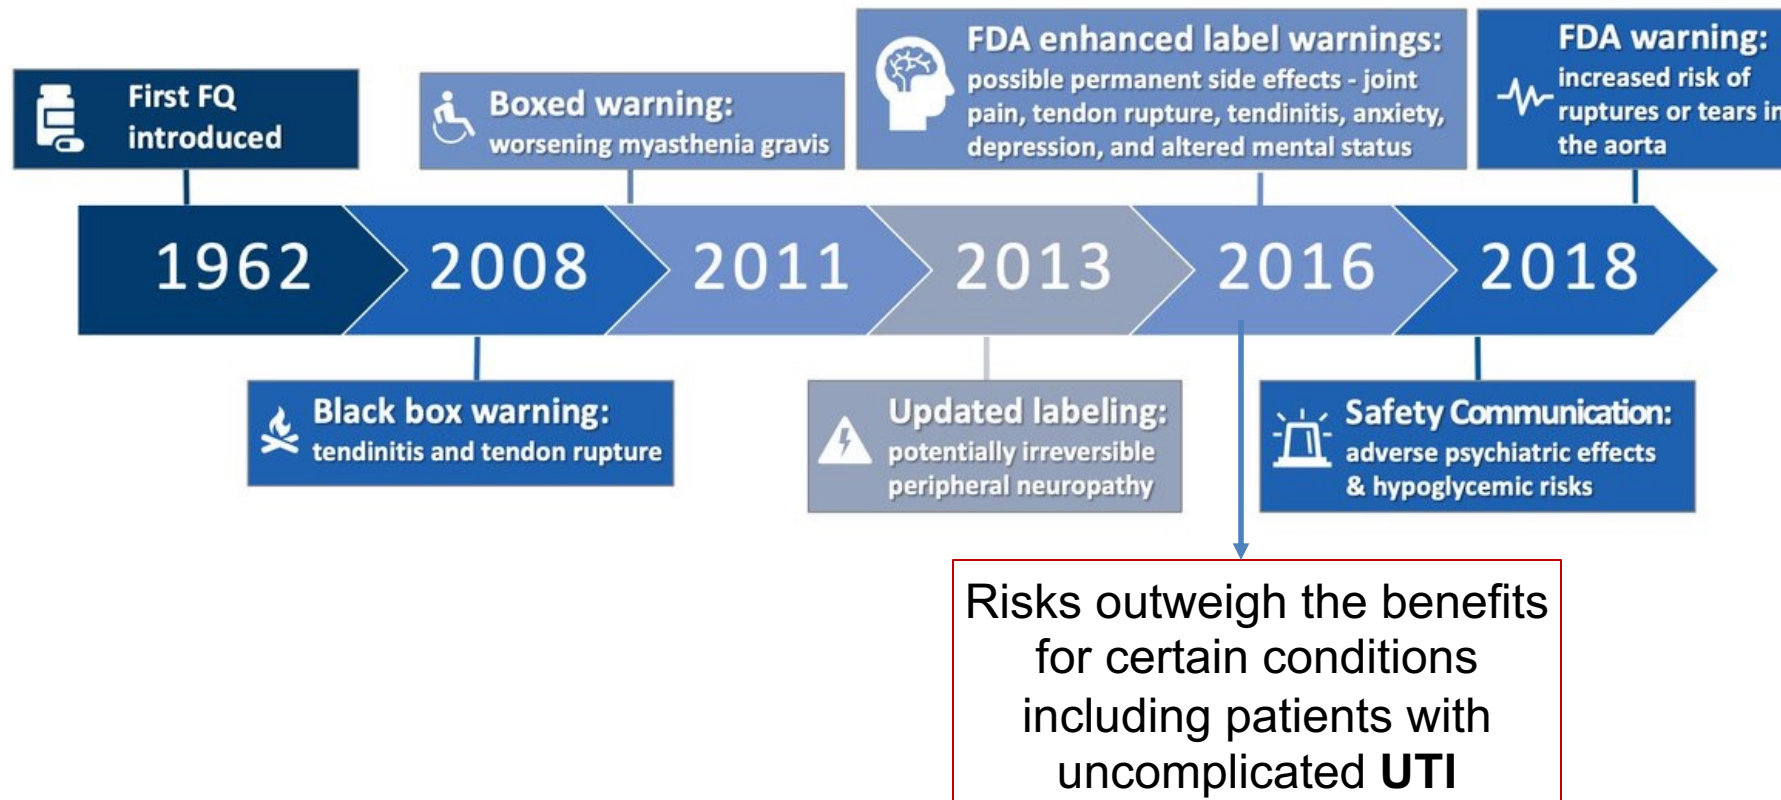 First FQ
introduced
Boxed warning:
worsening myasthenia gravis
FDA enhanced label warnings:
possible permanent side effects - joint
pain, tendon rupture, tendinitis, anxiety,
depression, and altered mental status
FDA warning:
increased risk of
ruptures or tears in
the aorta
1962
2008
2011
2013
2016
2018
Black box warning:
tendinitis and tendon rupture
Updated labeling:
potentially irreversible
peripheral neuropathy
Safety Communication:
adverse psychiatric effects
& hypoglycemic risks
Risks outweigh the benefits
for certain conditions
including patients with
uncomplicated UTI